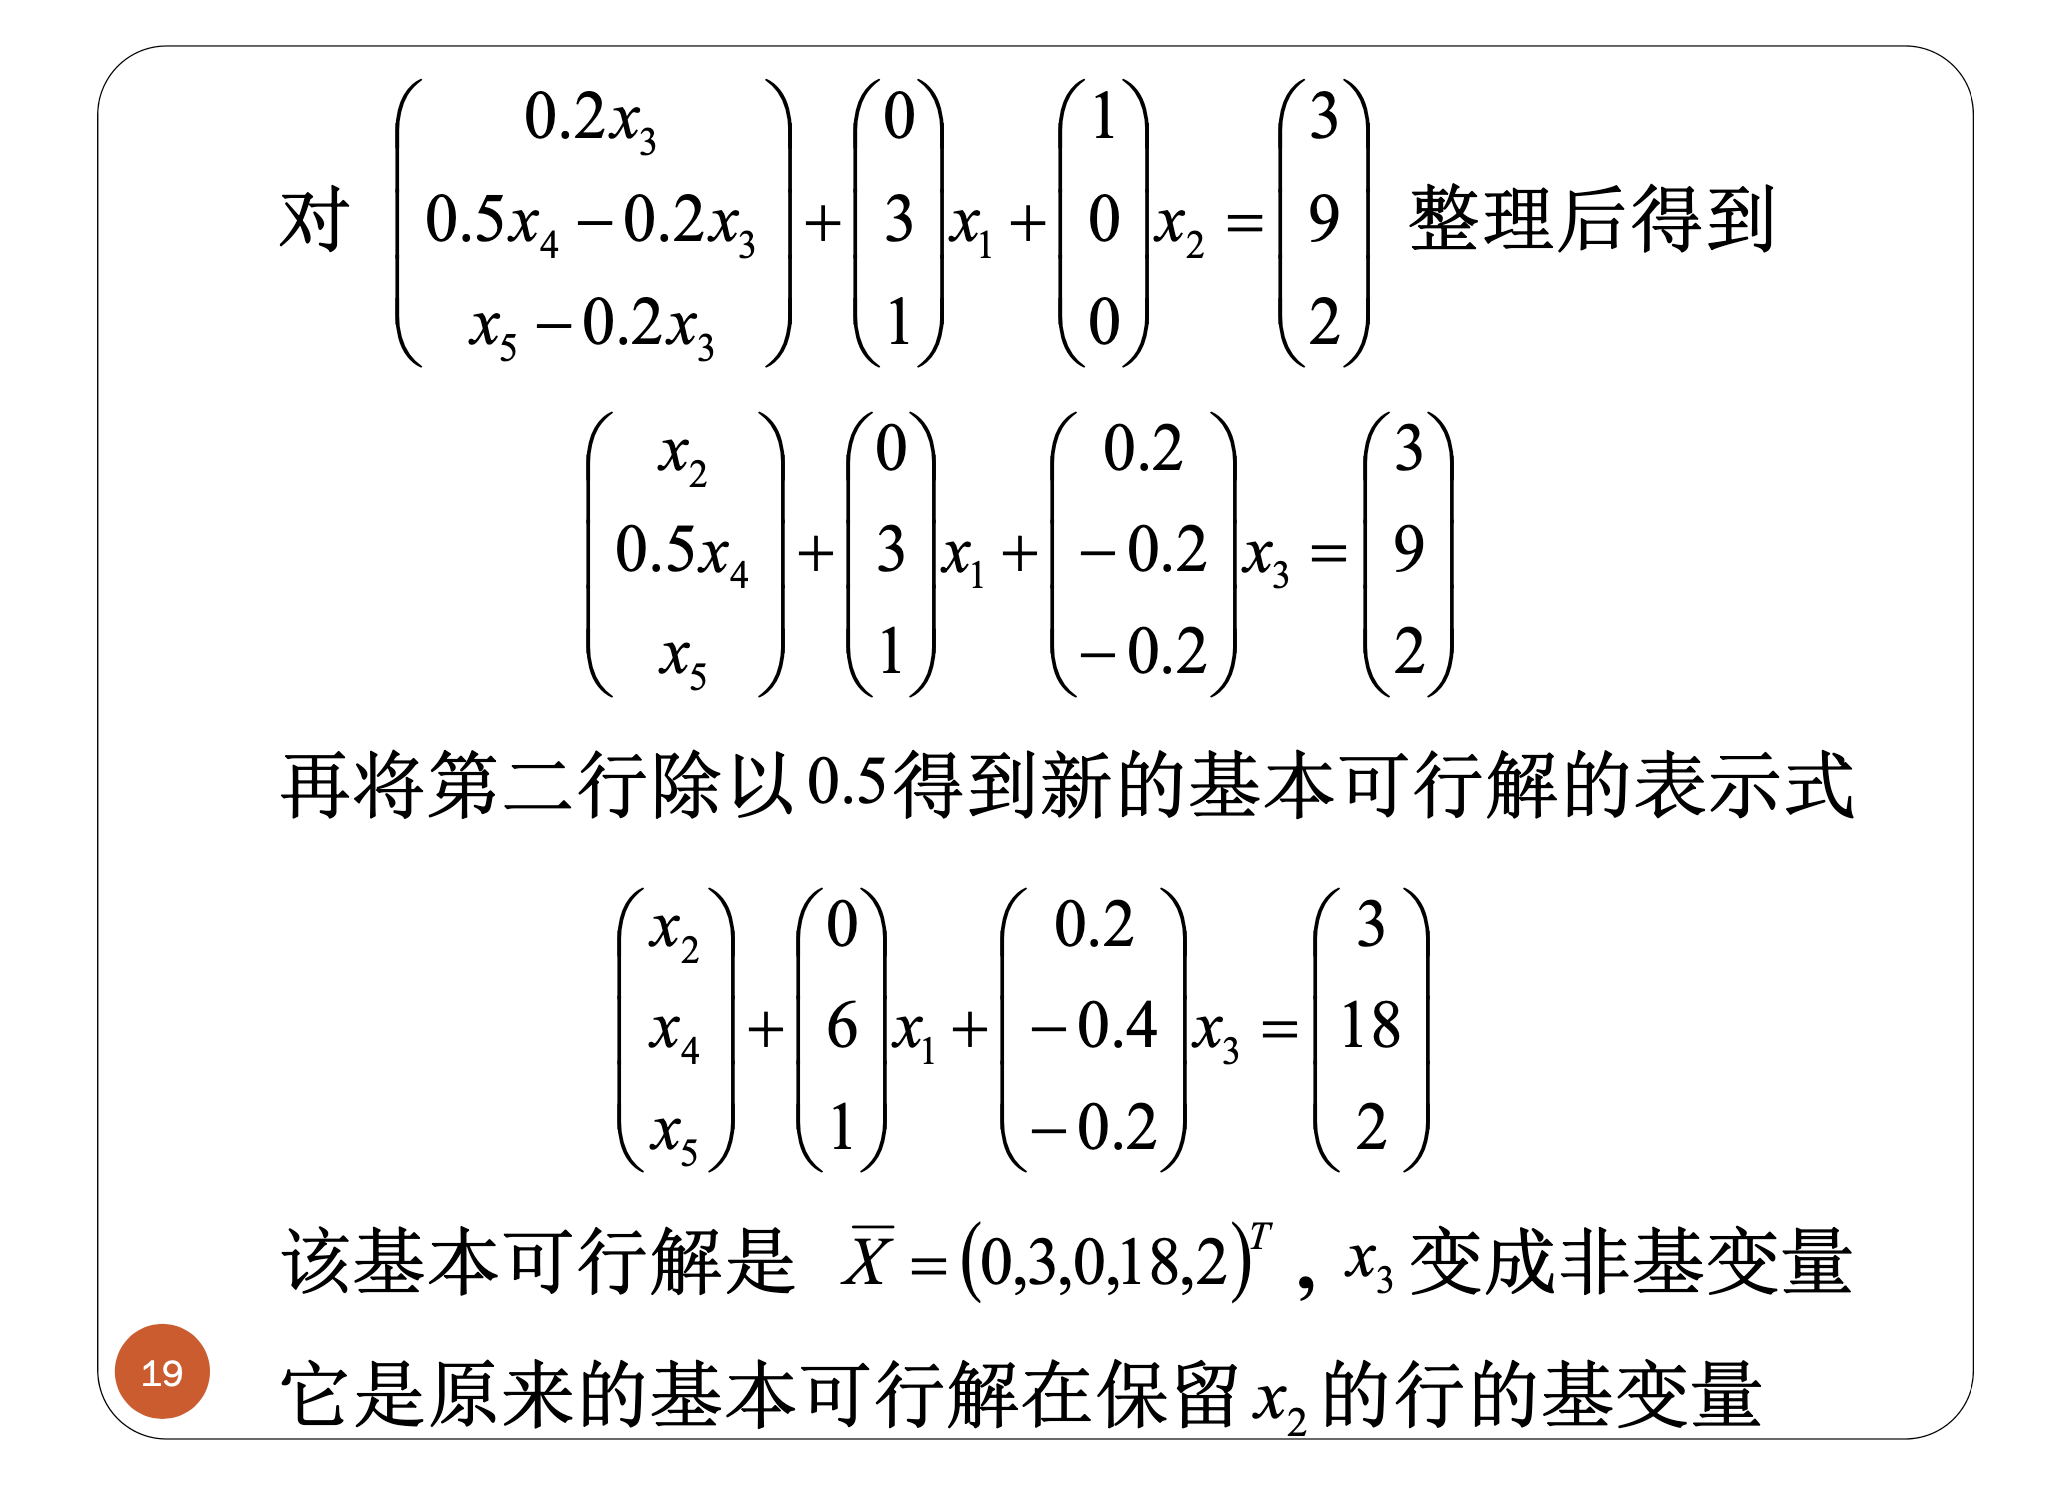 对 \begin{pmatrix} 0.2x_3 \\ 0.5x_4 - 0.2x_3 \\ x_5 - 0.2x_3 \end{pmatrix} + \begin{pmatrix} 0 \\ 3 \\ 1 \end{pmatrix} x_1 + \begin{pmatrix} 1 \\ 0 \\ 0 \end{pmatrix} x_2 = \begin{pmatrix} 3 \\ 9 \\ 2 \end{pmatrix} 整理后得到
\begin{pmatrix} x_2 \\ 0.5x_4 \\ x_5 \end{pmatrix} + \begin{pmatrix} 0 \\ 3 \\ 1 \end{pmatrix} x_1 + \begin{pmatrix} 0.2 \\ -0.2 \\ -0.2 \end{pmatrix} x_3 = \begin{pmatrix} 3 \\ 9 \\ 2 \end{pmatrix}
再将第二行除以 0.5得到新的基本可行解的表示式
\begin{pmatrix} x_2 \\ x_4 \\ x_5 \end{pmatrix} + \begin{pmatrix} 0 \\ 6 \\ 1 \end{pmatrix} x_1 + \begin{pmatrix} 0.2 \\ -0.4 \\ -0.2 \end{pmatrix} x_3 = \begin{pmatrix} 3 \\ 18 \\ 2 \end{pmatrix}
该基本可行解是 \overline{X} = (0,3,0,18,2)^T ，x_3 变成非基变量
19
它是原来的基本可行解在保留 x_2 的行的基变量